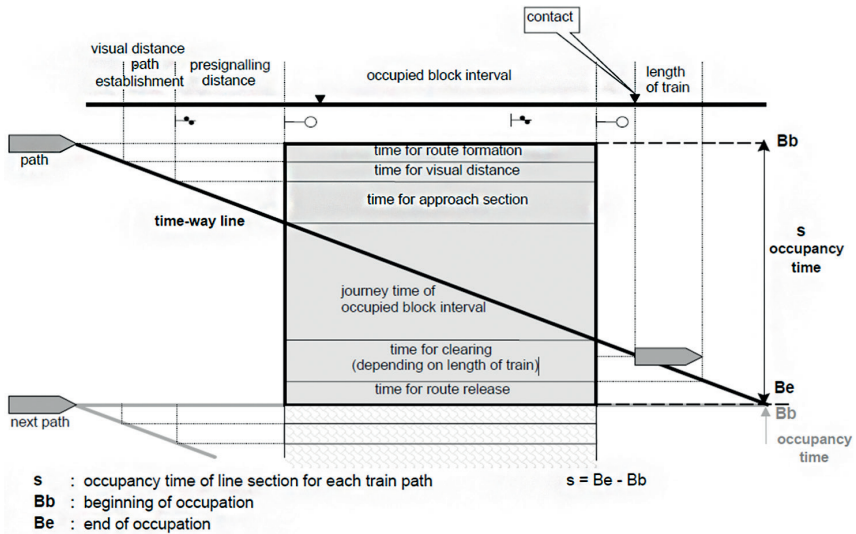 contact
visual distance
path
establishment
presignalling
distance
occupied block interval
length
of train
path
time for route formation
Bb
time for visual distance
time for approach section
time-way line
s
occupancy
time
journey time of
occupied block interval
time for clearing
(depending on length of train)
time for route release
Be
Bb
next path
occupancy
time
s : occupancy time of line section for each train path s = Be - Bb
Bb : beginning of occupation
Be : end of occupation